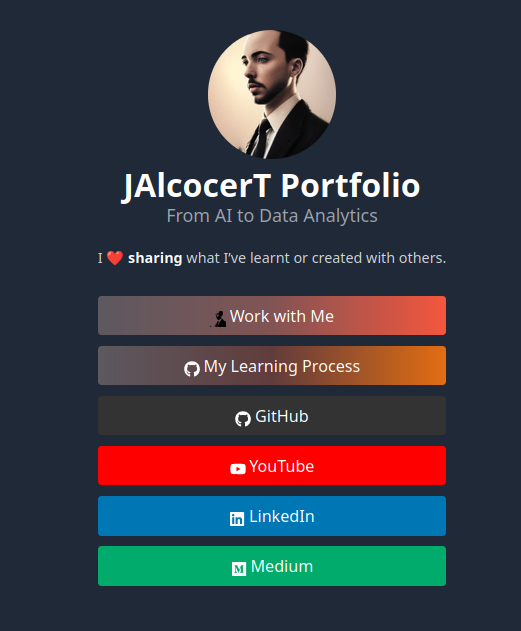 JAlcocerT Portfolio
From AI to Data Analytics
I ❤️ sharing what I've learnt or created with others.
Work with Me
My Learning Process
GitHub
YouTube
LinkedIn
Medium